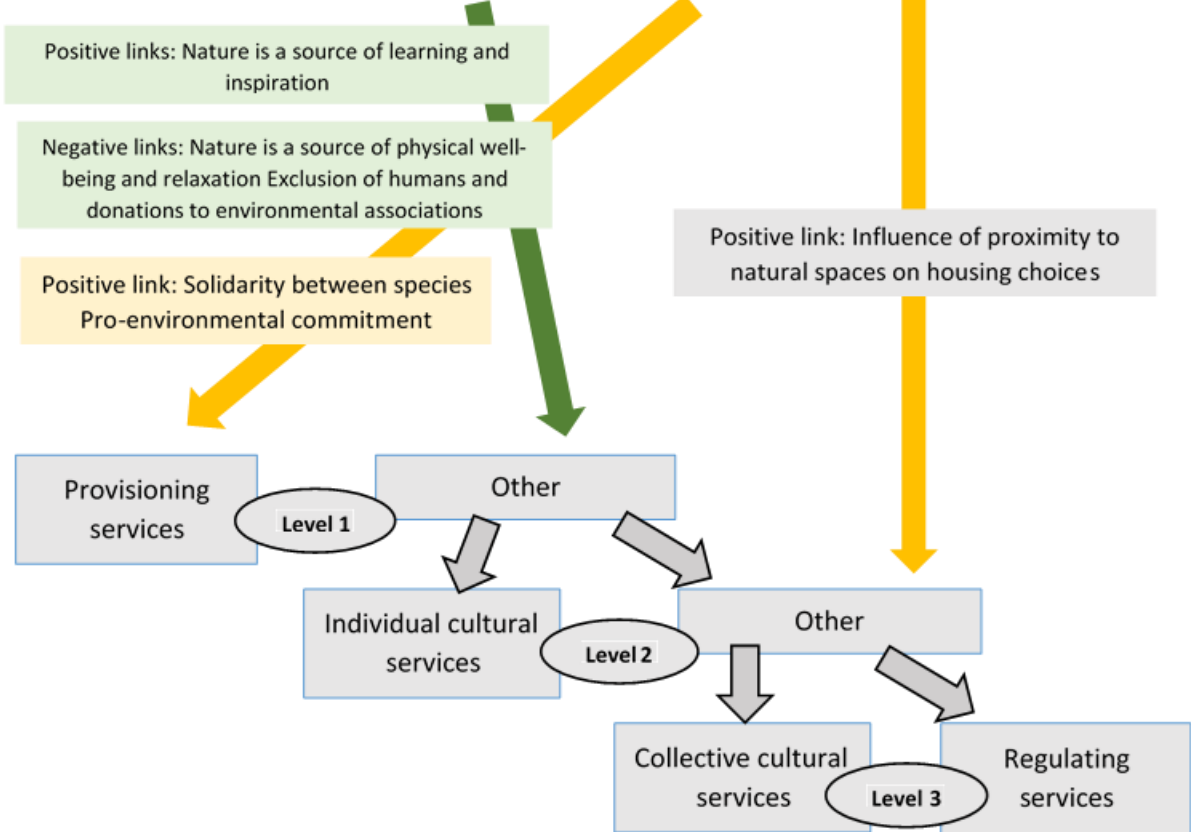 Positive links: Nature is a source of learning and
inspiration
Negative links: Nature is a source of physical well-
being and relaxation Exclusion of humans and
donations to environmental associations
Positive link: Influence of proximity to
natural spaces on housing choices
Positive link: Solidarity between species
Pro-environmental commitment
Provisioning
services
Level 1
Other
Individual cultural
services
Level 2
Other
Collective cultural
services
Level 3
Regulating
services